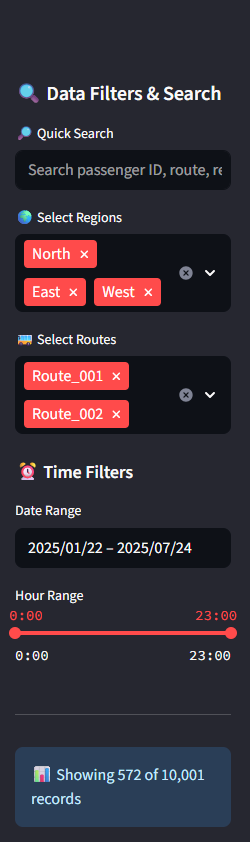 Data Filters & Search
Quick Search
Search passenger ID, route, re
Select Regions
North ×
East × West ×
Select Routes
Route_001 ×
Route_002 ×
Time Filters
Date Range
2025/01/22 – 2025/07/24
Hour Range
0:00 23:00
0:00 23:00
Showing 572 of 10,001
records